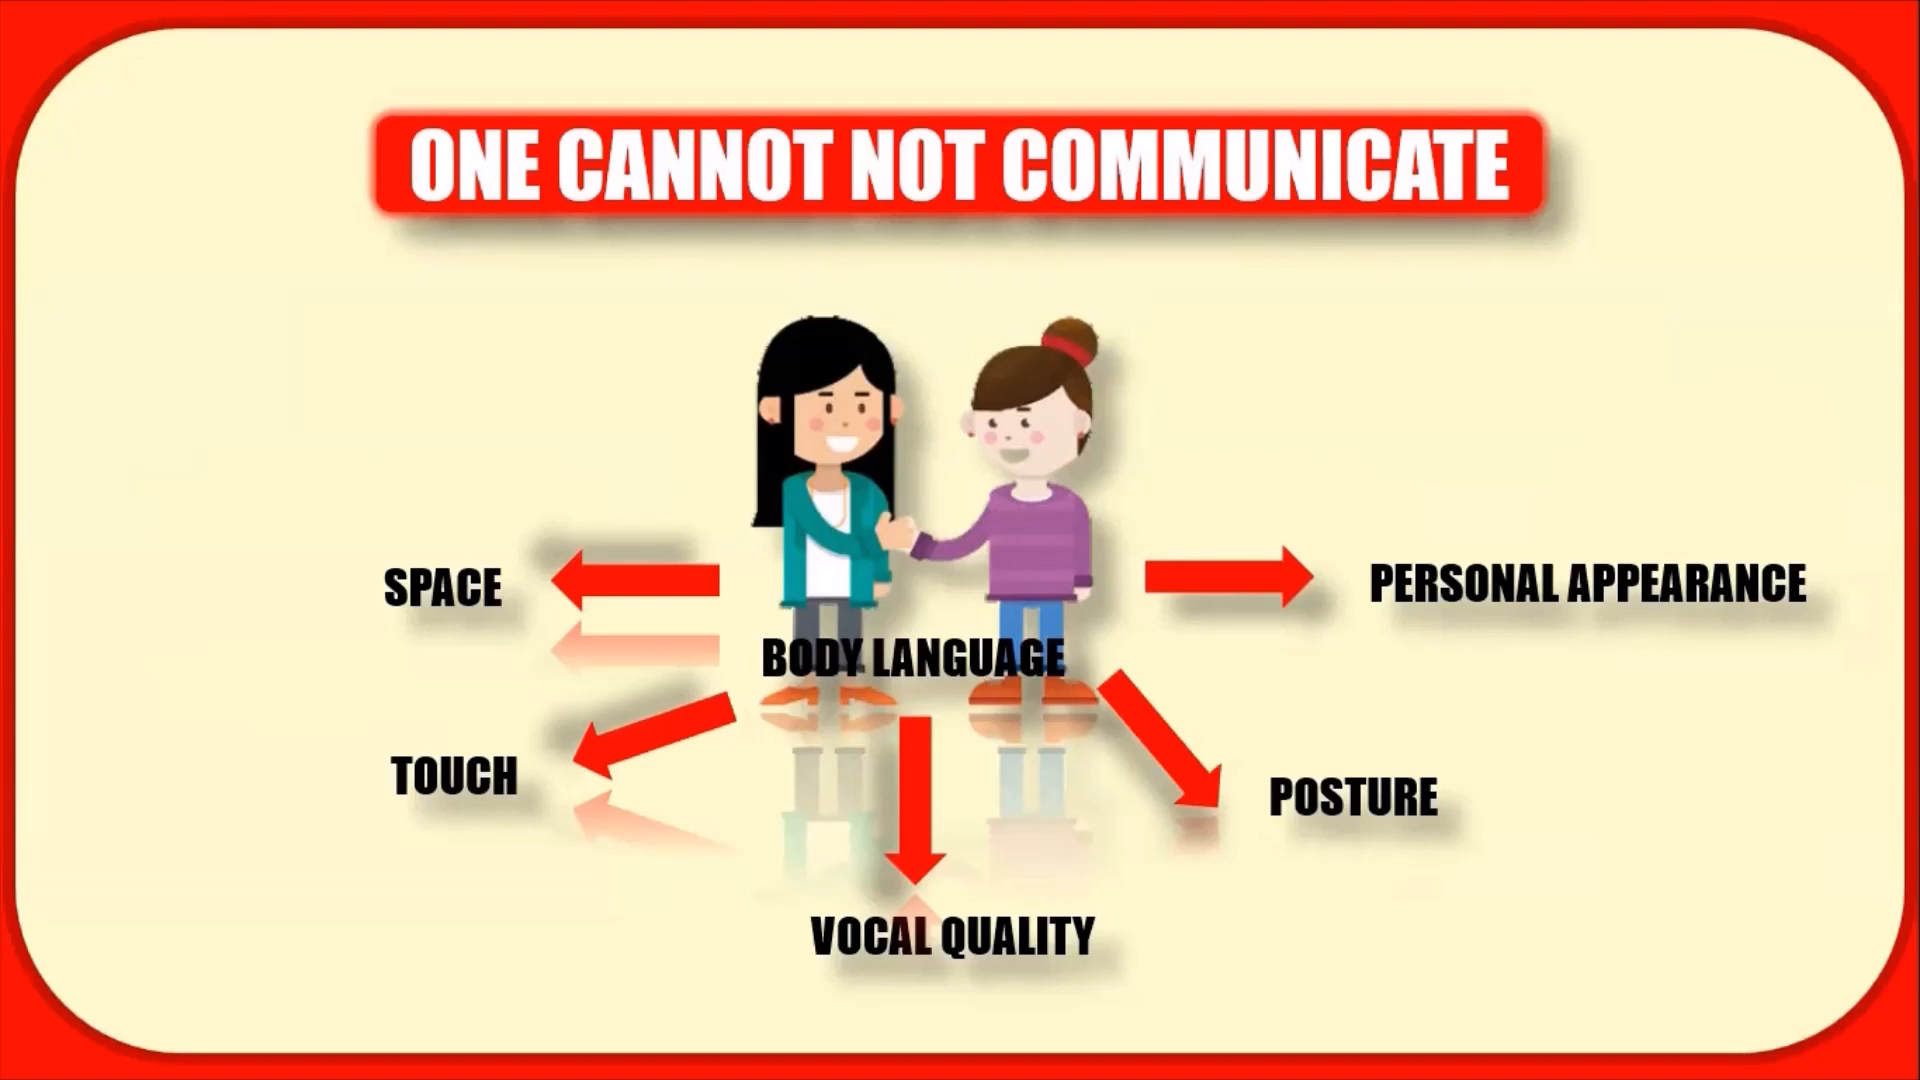 ONE CANNOT NOT COMMUNICATE
SPACE
PERSONAL APPEARANCE
BODY LANGUAGE
TOUCH
POSTURE
VOCAL QUALITY